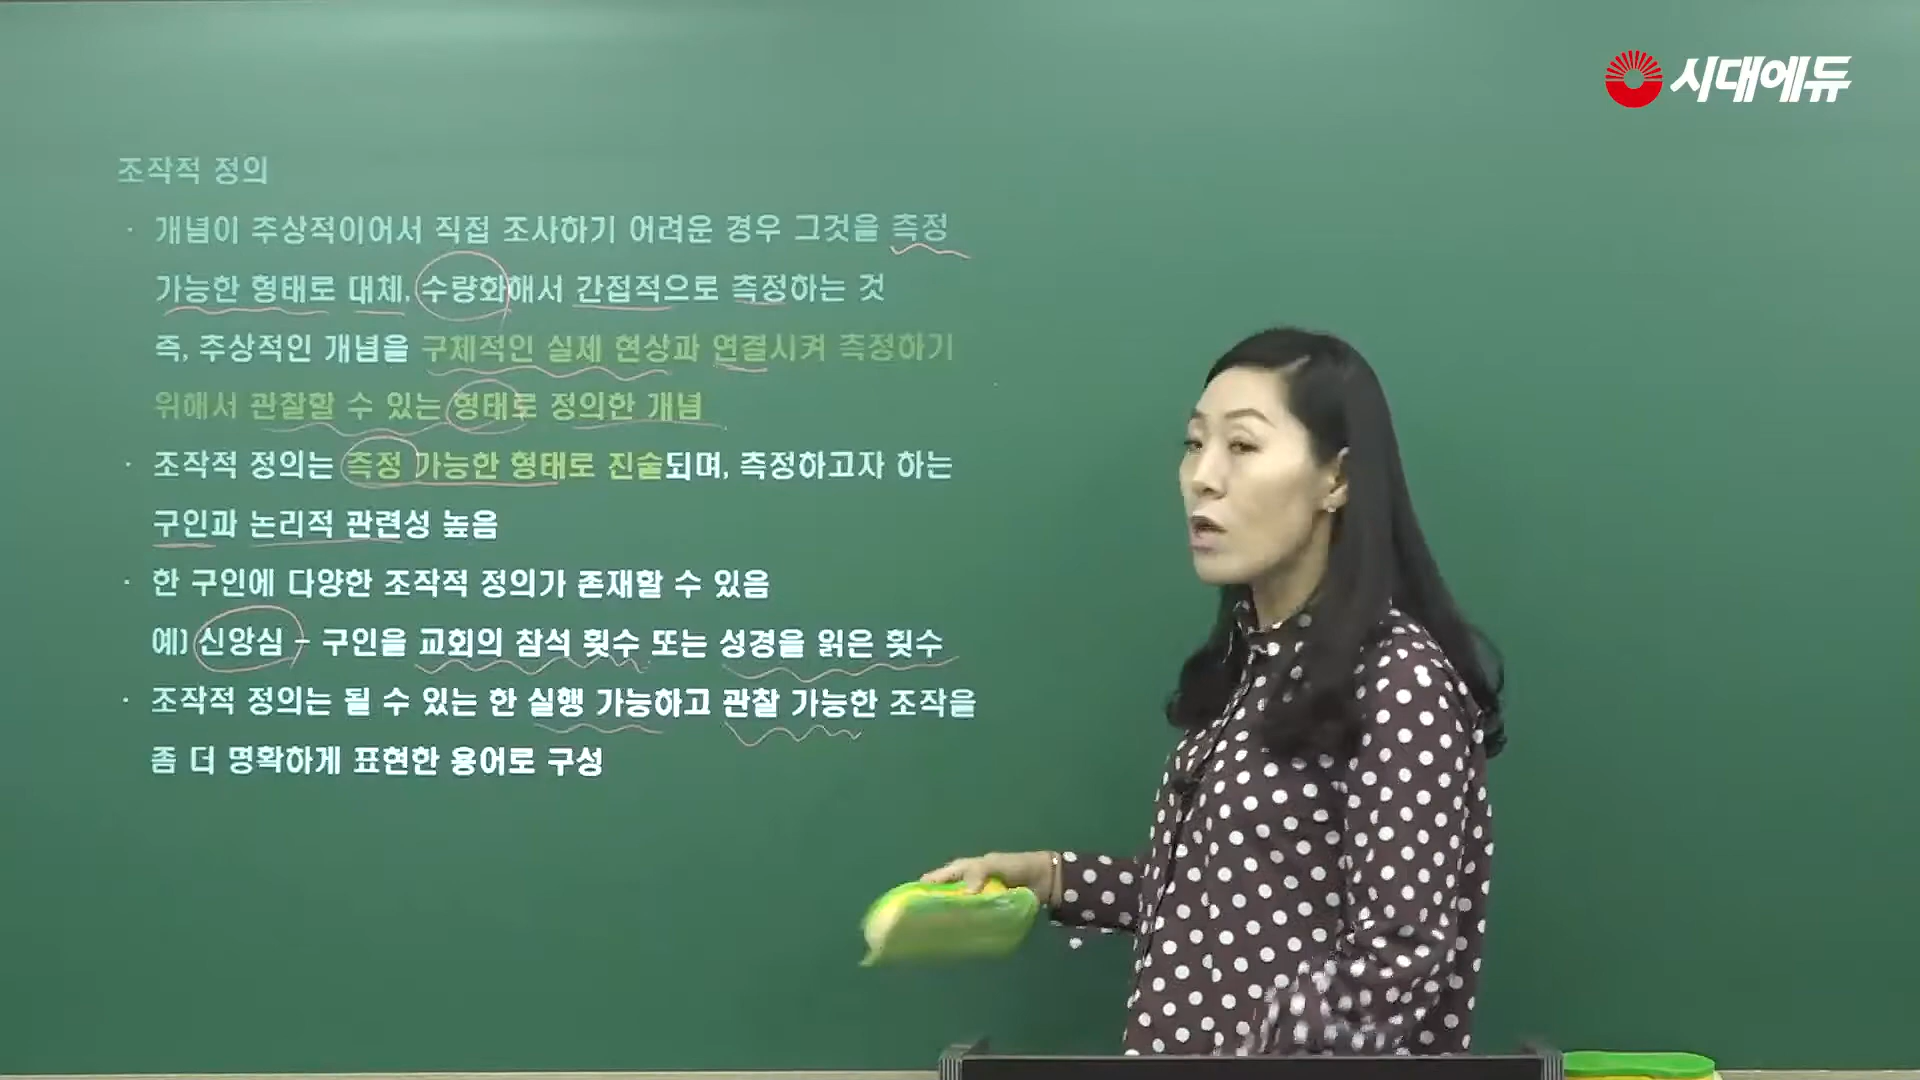 시대에듀
조작적 정의
· 개념이 추상적이어서 직접 조사하기 어려운 경우 그것을 측정
가능한 형태로 대체, 수량화해서 간접적으로 측정하는 것
즉, 추상적인 개념을 구체적인 실제 현상과 연결시켜 측정하기
위해서 관찰할 수 있는 형태로 정의한 개념
· 조작적 정의는 측정 가능한 형태로 진술되며, 측정하고자 하는
구인과 논리적 관련성 높음
· 한 구인에 다양한 조작적 정의가 존재할 수 있음
예) 신앙심 - 구인을 교회의 참석 횟수 또는 성경을 읽은 횟수
· 조작적 정의는 될 수 있는 한 실행 가능하고 관찰 가능한 조작을
좀 더 명확하게 표현한 용어로 구성